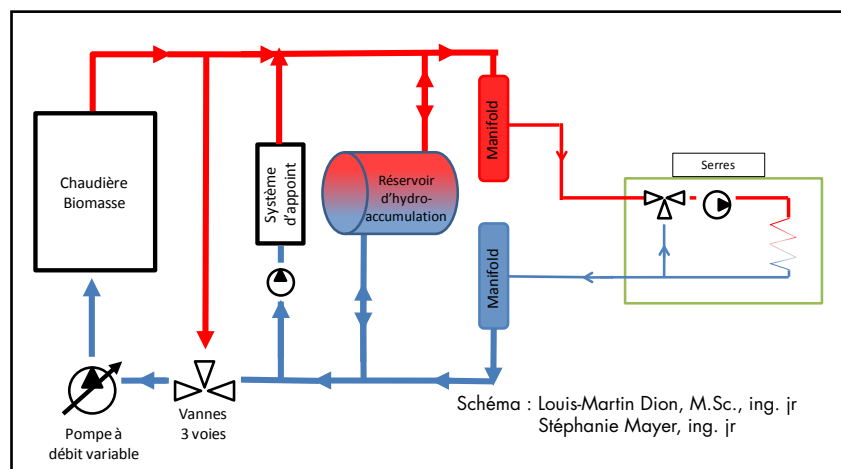 Chaudière
Biomasse
Système
d'appoint
Réservoir
d'hydro-
accumulation
Manifold
Manifold
Serres
Pompe à
débit variable
Vannes
3 voies
Schéma : Louis-Martin Dion, M.Sc., ing. jr
Stéphanie Mayer, ing. jr